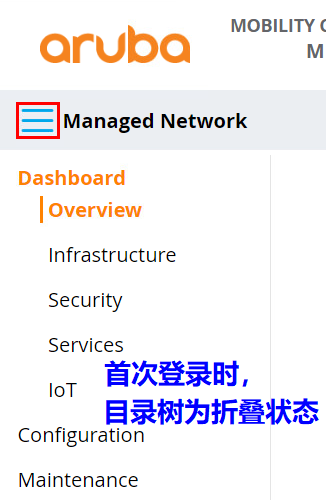 aruba
MOBILITY
M
Managed Network
Dashboard
Overview
Infrastructure
Security
Services
IoT
首次登录时，
目录树为折叠状态
Configuration
Maintenance